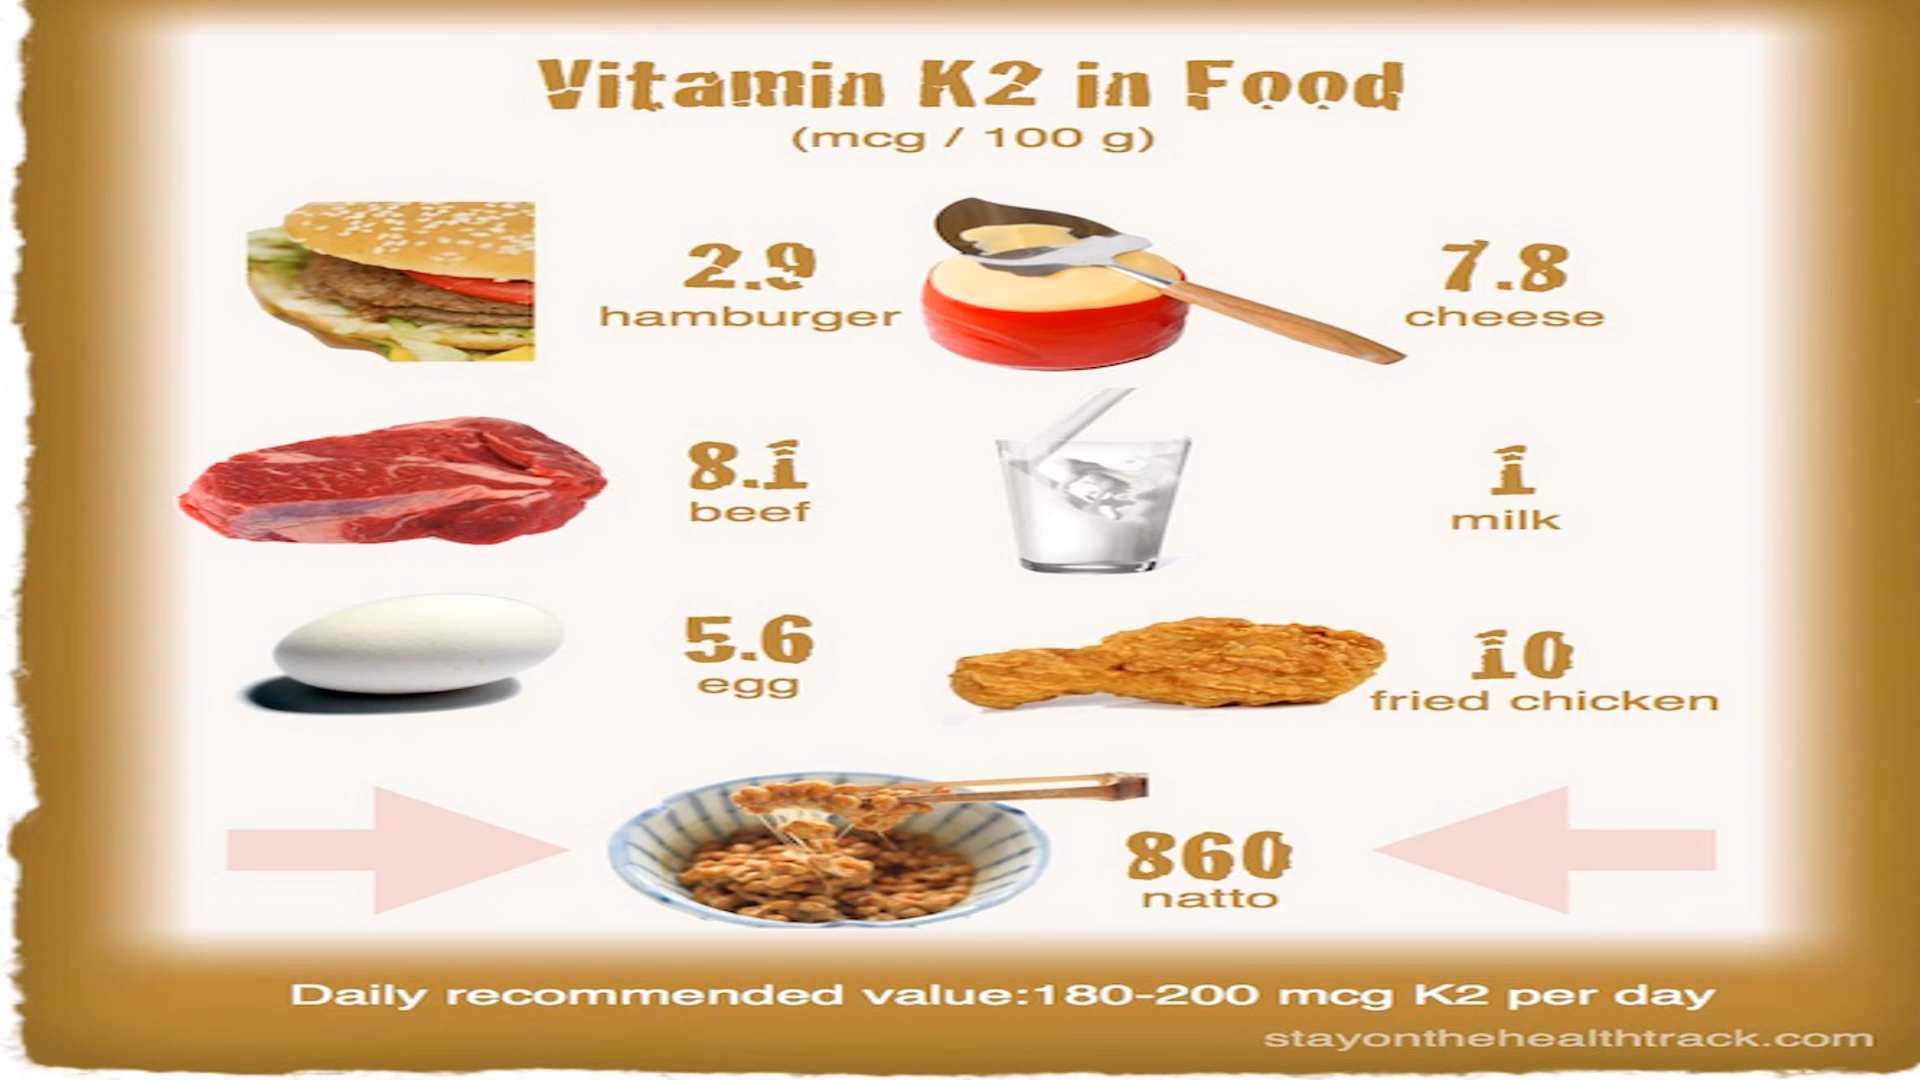 Vitamin K2 in Food
(mcg / 100 g)
2.9
hamburger
7.8
cheese
8.1
beef
1
milk
5.6
egg
10
fried chicken
860
natto
Daily recommended value:180-200 mcg K2 per day
stayonthehealthtrack.com